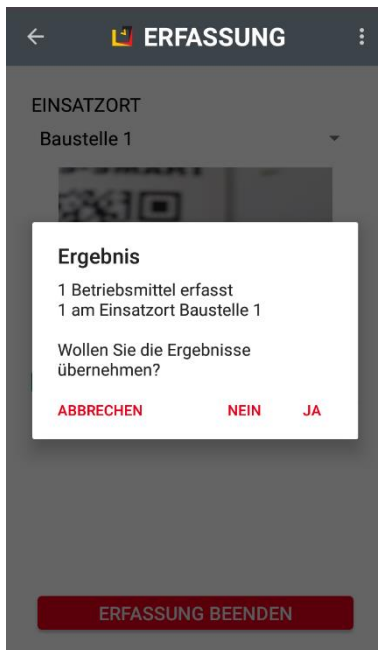 ERFASSUNG
EINSATZORT
Baustelle 1
Ergebnis
1 Betriebsmittel erfasst
1 am Einsatzort Baustelle 1
Wollen Sie die Ergebnisse
übernehmen?
ABBRECHEN NEIN JA
ERFASSUNG BEENDEN